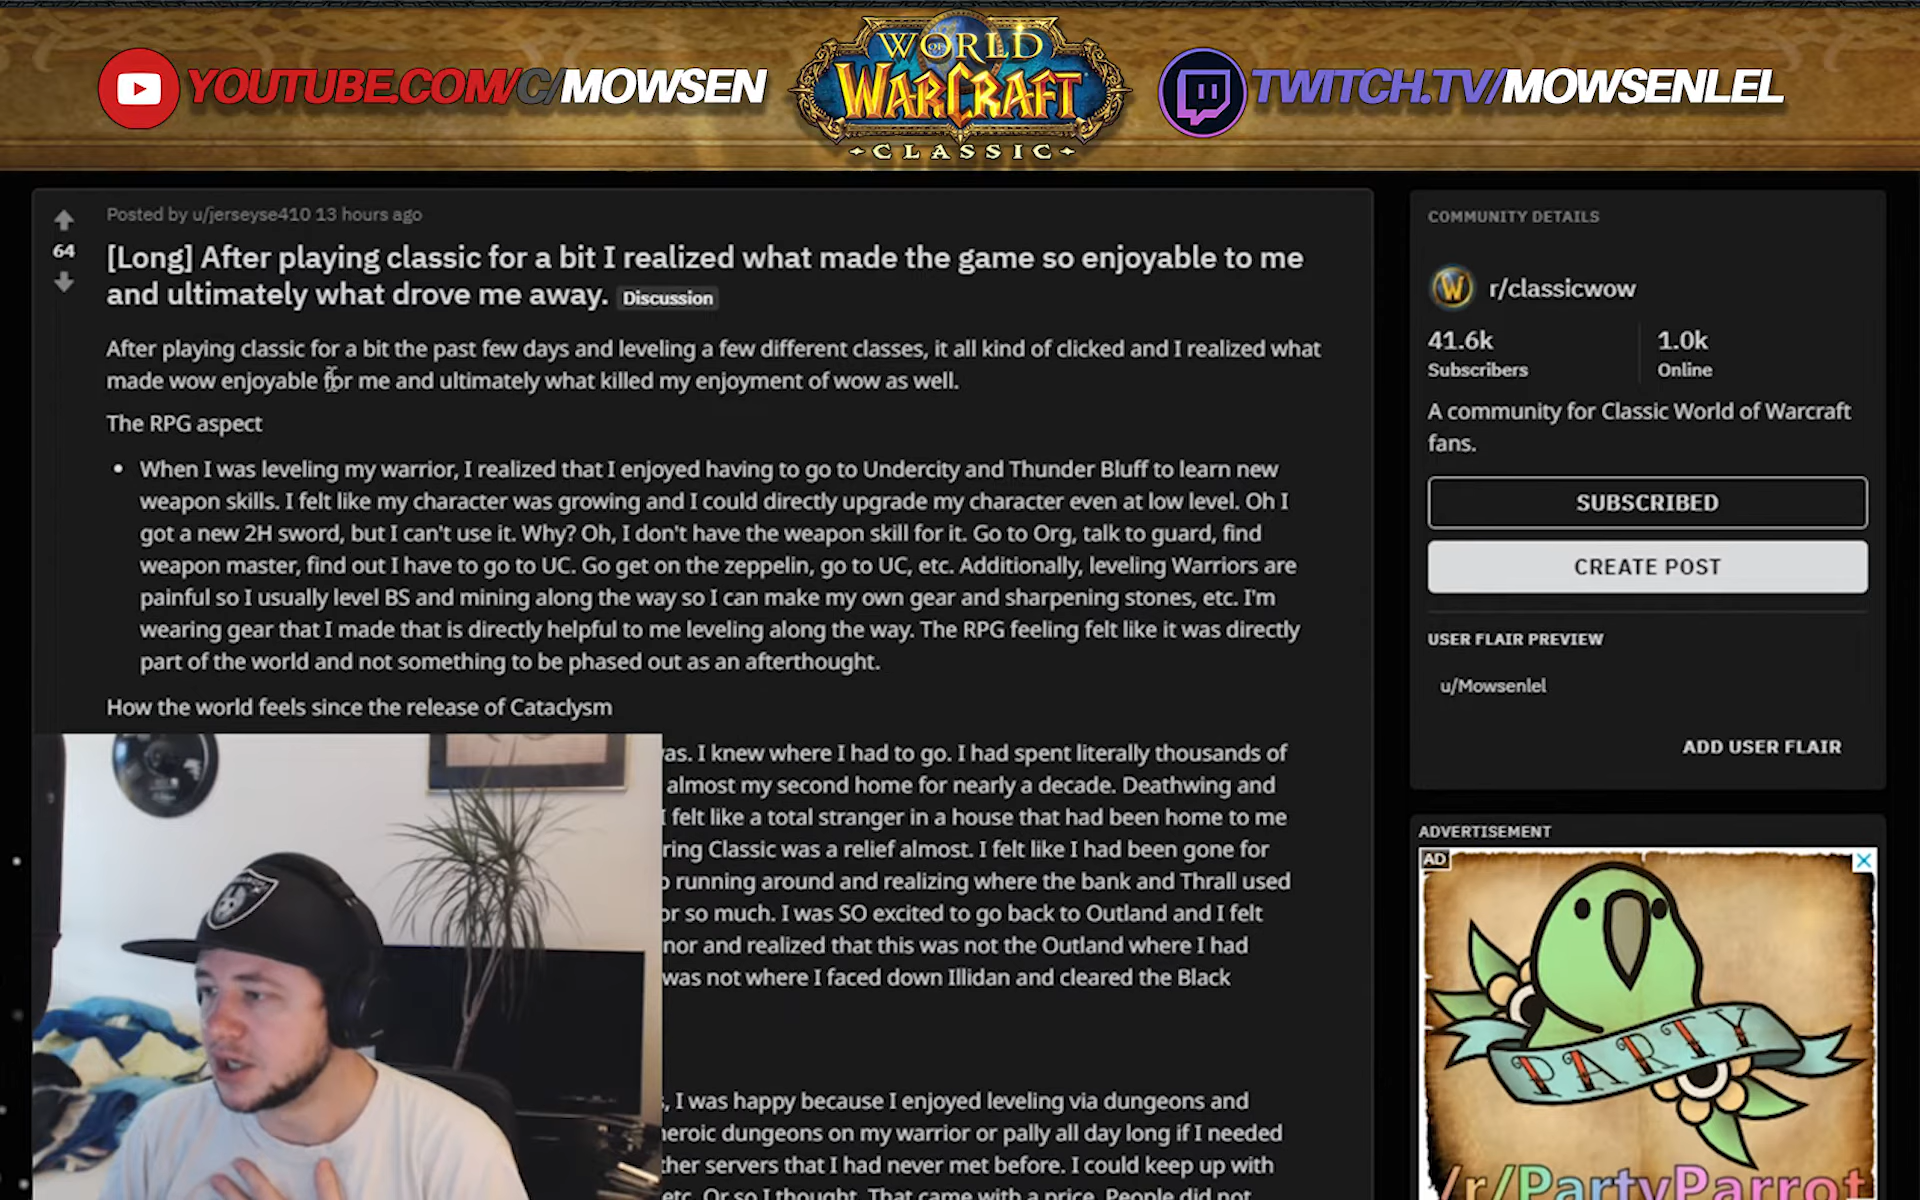 YOUTUBE.COM/C/MOWSEN
WORLD OF WARCRAFT
CLASSIC
TWITCH.TV/MOWSENLEL
Posted by u/jerseyse410 13 hours ago
64
[Long] After playing classic for a bit I realized what made the game so enjoyable to me
and ultimately what drove me away. Discussion
After playing classic for a bit the past few days and leveling a few different classes, it all kind of clicked and I realized what
made wow enjoyable for me and ultimately what killed my enjoyment of wow as well.
The RPG aspect
• When I was leveling my warrior, I realized that I enjoyed having to go to Undercity and Thunder Bluff to learn new
weapon skills. I felt like my character was growing and I could directly upgrade my character even at low level. Oh I
got a new 2H sword, but I can't use it. Why? Oh, I don't have the weapon skill for it. Go to Org, talk to guard, find
weapon master, find out I have to go to UC. Go get on the zeppelin, go to UC, etc. Additionally, leveling Warriors are
painful so I usually level BS and mining along the way so I can make my own gear and sharpening stones, etc. I'm
wearing gear that I made that is directly helpful to me leveling along the way. The RPG feeling felt like it was directly
part of the world and not something to be phased out as an afterthought.
How the world feels since the release of Cataclysm
I knew where I had to go. I had spent literally thousands of
almost my second home for nearly a decade. Deathwing and
I felt like a total stranger in a house that had been home to me
Classic was a relief almost. I felt like I had been gone for
running around and realizing where the bank and Thrall used
so much. I was SO excited to go back to Outland and I felt
and realized that this was not the Outland where I had
was not where I faced down Illidan and cleared the Black
I was happy because I enjoyed leveling via dungeons and
heroic dungeons on my warrior or pally all day long if I needed
other servers that I had never met before. I could keep up with
etc. Or so I thought. That came with a price. People did not
COMMUNITY DETAILS
r/classicwow
41.6k
Subscribers
1.0k
Online
A community for Classic World of Warcraft
fans.
SUBSCRIBED
CREATE POST
USER FLAIR PREVIEW
u/Mowsenlel
ADD USER FLAIR
ADVERTISEMENT
AD
PARTY
/r/PartyParrot